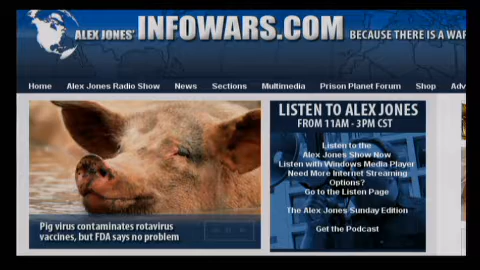 ALEX JONES' INFOWARS.COM BECAUSE THERE IS A WAR
Home Alex Jones Radio Show News Sections Multimedia Prison Planet Forum Shop Adv
Pig virus contaminates rotavirus
vaccines, but FDA says no problem
LISTEN TO ALEX JONES
FROM 11AM - 3PM CST
Listen to the
Alex Jones Show Now
Listen with Windows Media Player
Need More Internet Streaming
Options?
Go to the Listen Page
The Alex Jones Sunday Edition
Get the Podcast